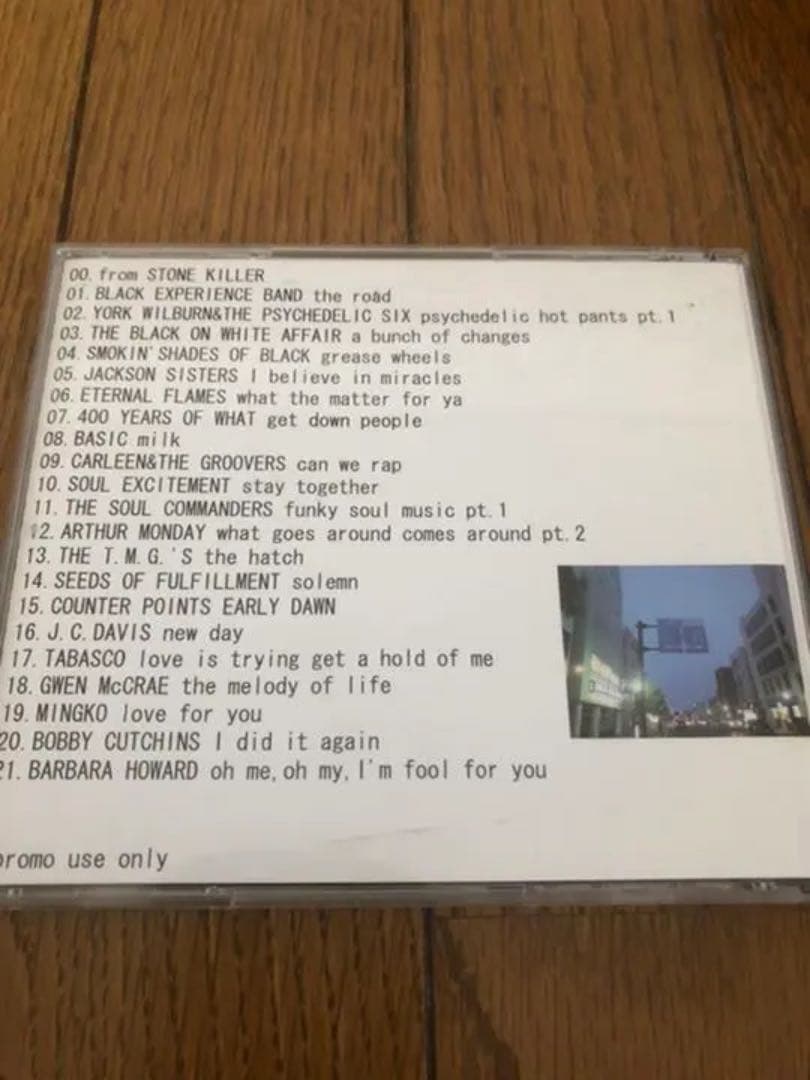 00. from STONE KILLER
01. BLACK EXPERIENCE BAND the road
02. YORK WILBURN&THE PSYCHEDELIC SIX psychedelic hot pants pt.1
03. THE BLACK ON WHITE AFFAIR a bunch of changes
04. SMOKIN'SHADES OF BLACK grease wheels
05. JACKSON SISTERS I believe in miracles
06. ETERNAL FLAMES what the matter for ya
07. 400 YEARS OF WHAT get down people
08. BASIC milk
09. CARLEEN&THE GROOVERS can we rap
10. SOUL EXCITEMENT stay together
11. THE SOUL COMMANDERS funky soul music pt.1
12. ARTHUR MONDAY what goes around comes around pt.2
13. THE T.M.G.'S the hatch
14. SEEDS OF FULFILLMENT solemn
15. COUNTER POINTS EARLY DAWN
16. J.C.DAVIS new day
17. TABASCO love is trying get a hold of me
18. GWEN McCRAE the melody of life
19. MINGKO love for you
20. BOBBY CUTCHINS I did it again
21. BARBARA HOWARD oh me,oh my,I'm fool for you
promo use only